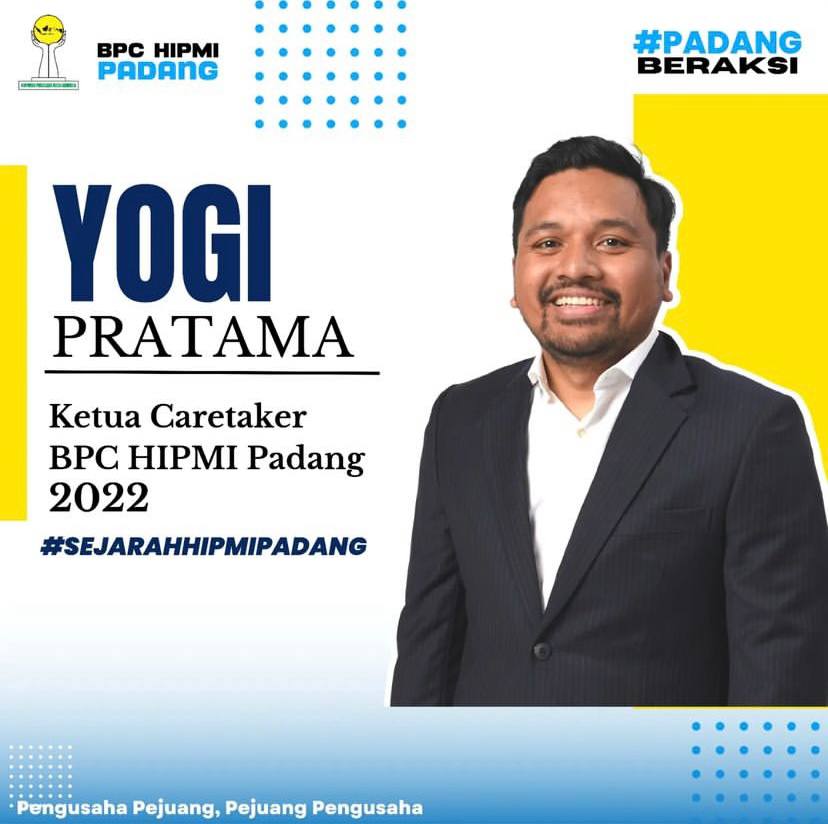 BPC HIPMI
PADANG
#PADANG
BERAKSI
YOGI
PRATAMA
Ketua Caretaker
BPC HIPMI Padang
2022
#SEJARAHHIPMIPADANG
Pengusaha Pejuang, Pejuang Pengusaha